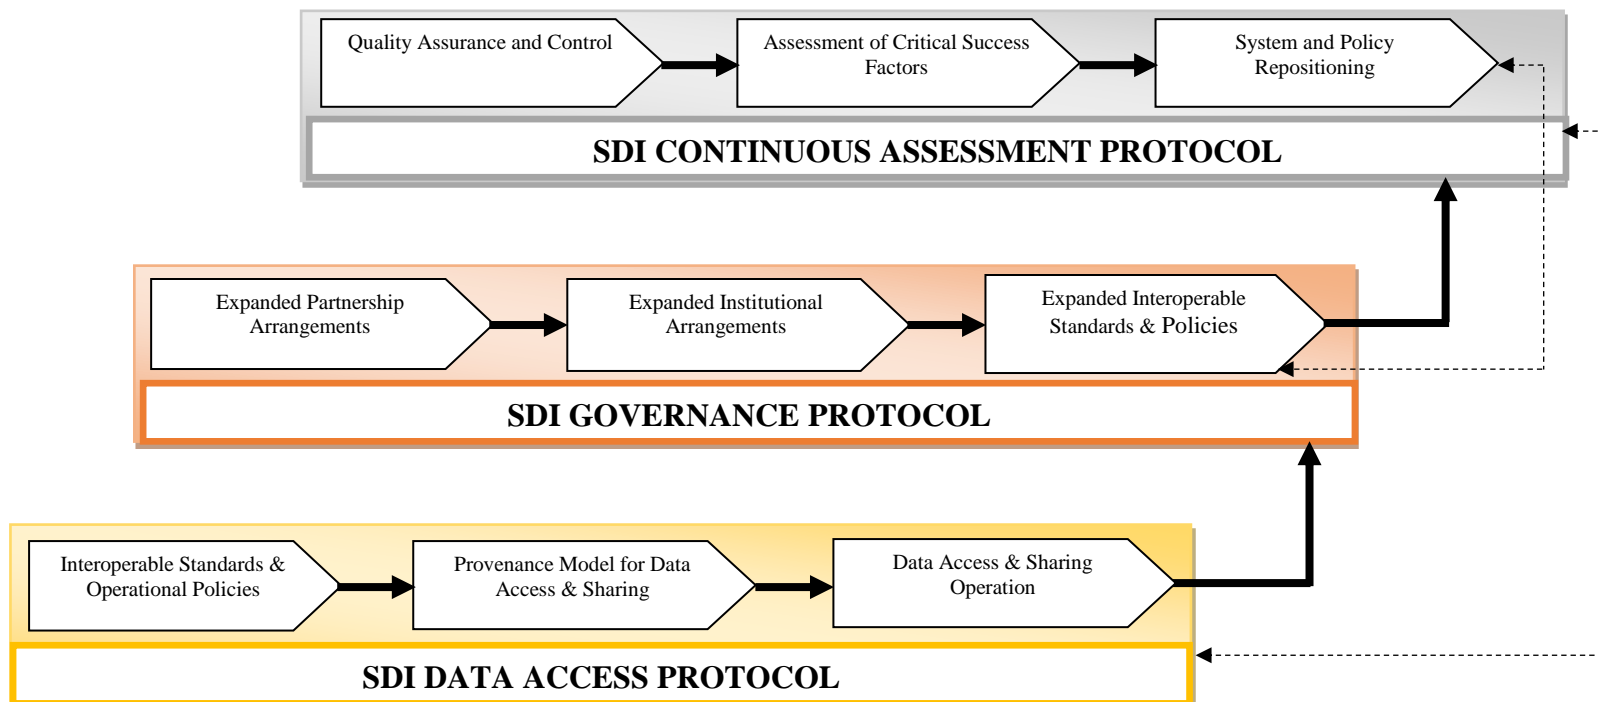 Quality Assurance and Control
Assessment of Critical Success
Factors
System and Policy
Repositioning
SDI CONTINUOUS ASSESSMENT PROTOCOL
Expanded Partnership
Arrangements
Expanded Institutional
Arrangements
Expanded Interoperable
Standards & Policies
SDI GOVERNANCE PROTOCOL
Interoperable Standards &
Operational Policies
Provenance Model for Data
Access & Sharing
Data Access & Sharing
Operation
SDI DATA ACCESS PROTOCOL